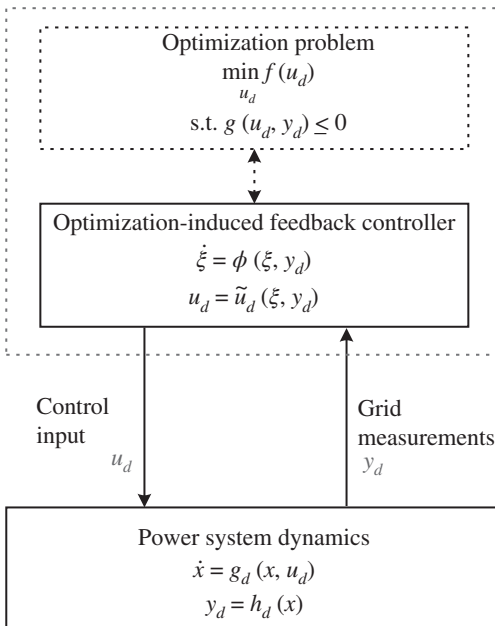 Optimization problem
min f (u_d)
u_d
s.t. g (u_d, y_d) ≤ 0
Optimization-induced feedback controller
ξ̇ = ϕ (ξ, y_d)
u_d = ũ_d (ξ, y_d)
Control
input
u_d
Grid
measurements
y_d
Power system dynamics
ẋ = g_d (x, u_d)
y_d = h_d (x)